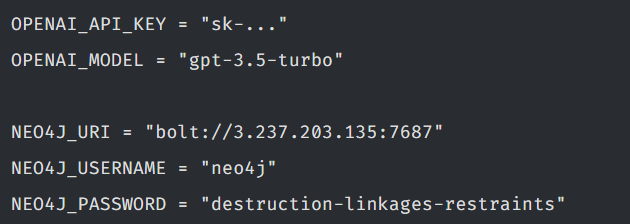 OPENAI_API_KEY = "sk-..."
OPENAI_MODEL = "gpt-3.5-turbo"
NEO4J_URI = "bolt://3.237.203.135:7687"
NEO4J_USERNAME = "neo4j"
NEO4J_PASSWORD = "destruction-linkages-restraints"